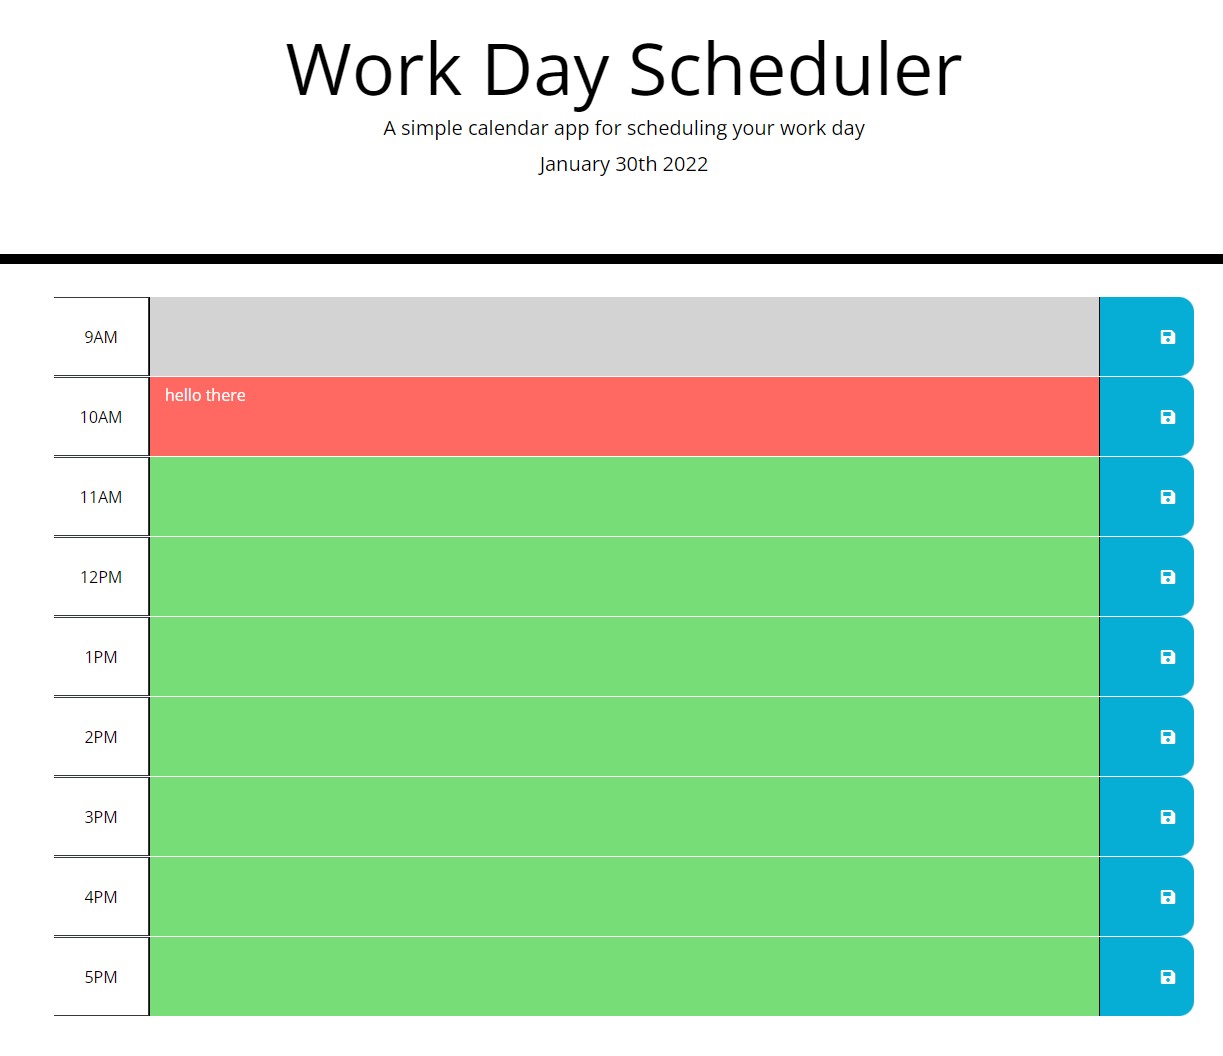 Work Day Scheduler
A simple calendar app for scheduling your work day
January 30th 2022
9AM
10AM
hello there
11AM
12PM
1PM
2PM
3PM
4PM
5PM